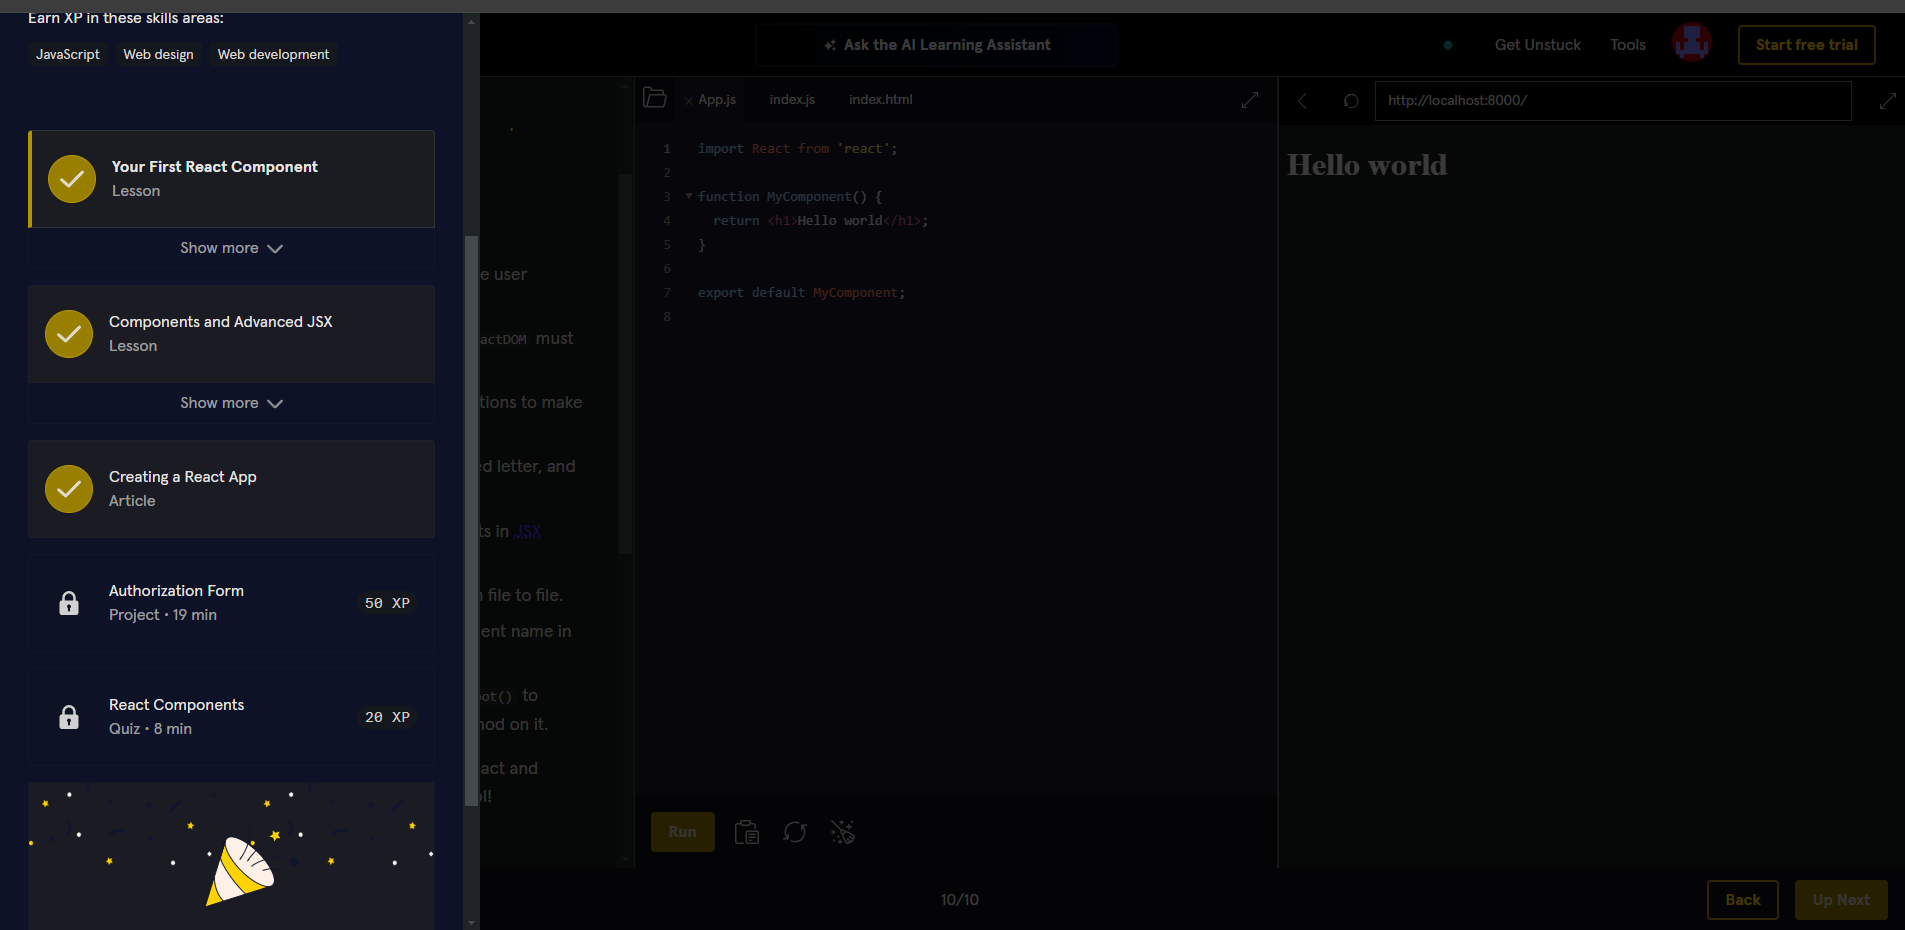 Earn XP in these skills areas:
JavaScript Web design Web development
Your First React Component
Lesson
Show more
Components and Advanced JSX
Lesson
Show more
Creating a React App
Article
Authorization Form
Project • 19 min
50 XP
React Components
Quiz • 8 min
20 XP
Ask the AI Learning Assistant
Get Unstuck Tools Start free trial
user
must
tions to make
ed letter, and
ts in JSX
file to file.
ent name in
oot() to
nod on it.
act and
App.js index.js index.html
1 import React from 'react';
2
3 function MyComponent() {
4 return <h1>Hello world</h1>;
5 }
6
7 export default MyComponent;
8
Run
http://localhost:8000/
Hello world
10/10
Back Up Next